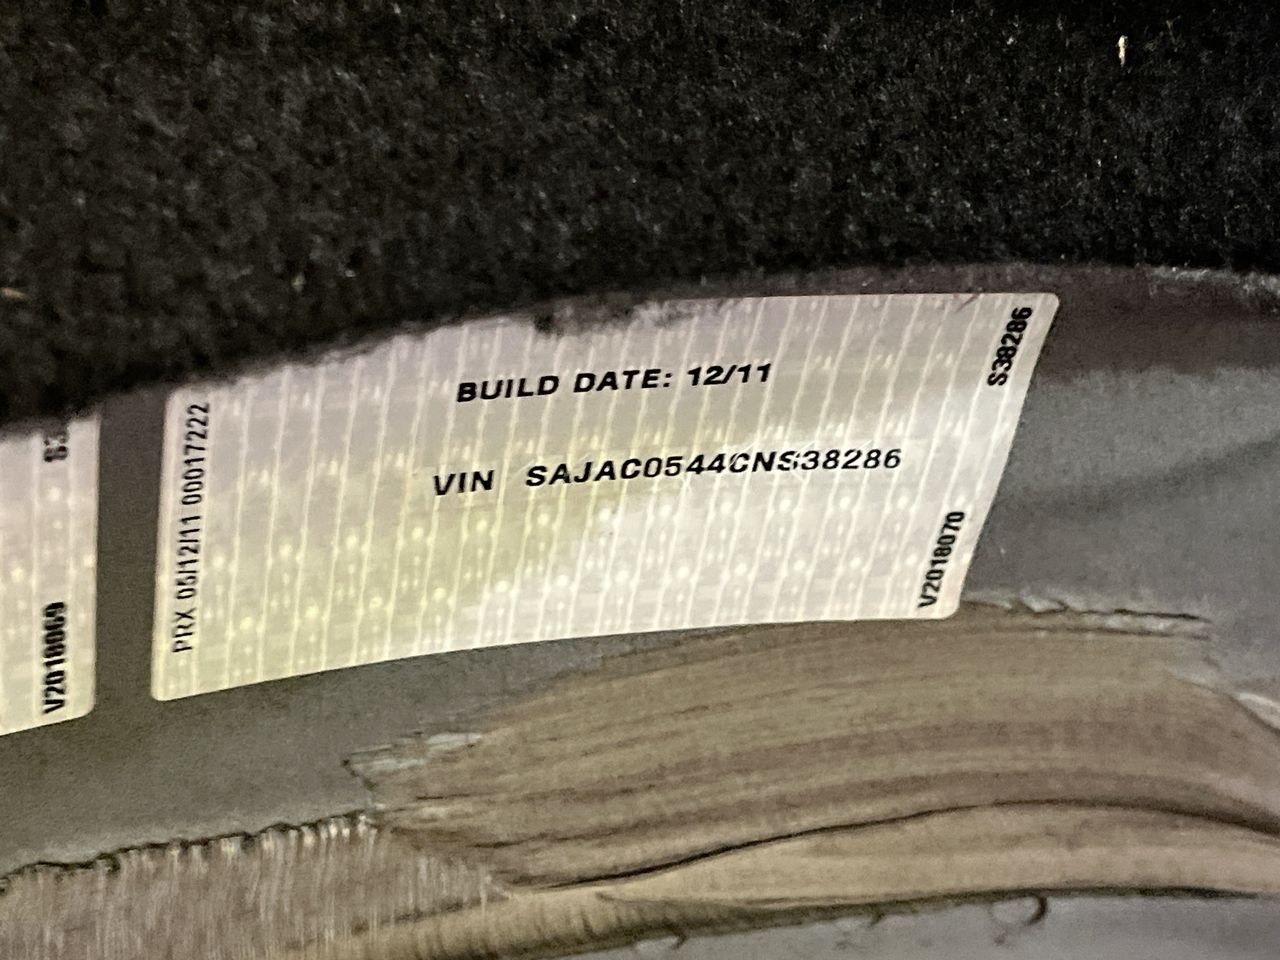 BUILD DATE: 12/11
S38286
VIN SAJAC0544CNS38286
PRX 05/12/11 00017222
V2018070
V2018069